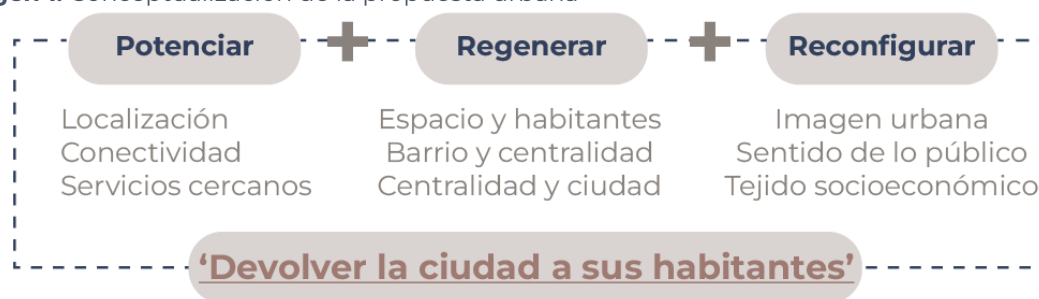 Conceptualización de la propuesta urbana
Potenciar + Regenerar + Reconfigurar
Localización
Conectividad
Servicios cercanos
Espacio y habitantes
Barrio y centralidad
Centralidad y ciudad
Imagen urbana
Sentido de lo público
Tejido socioeconómico
‘Devolver la ciudad a sus habitantes’